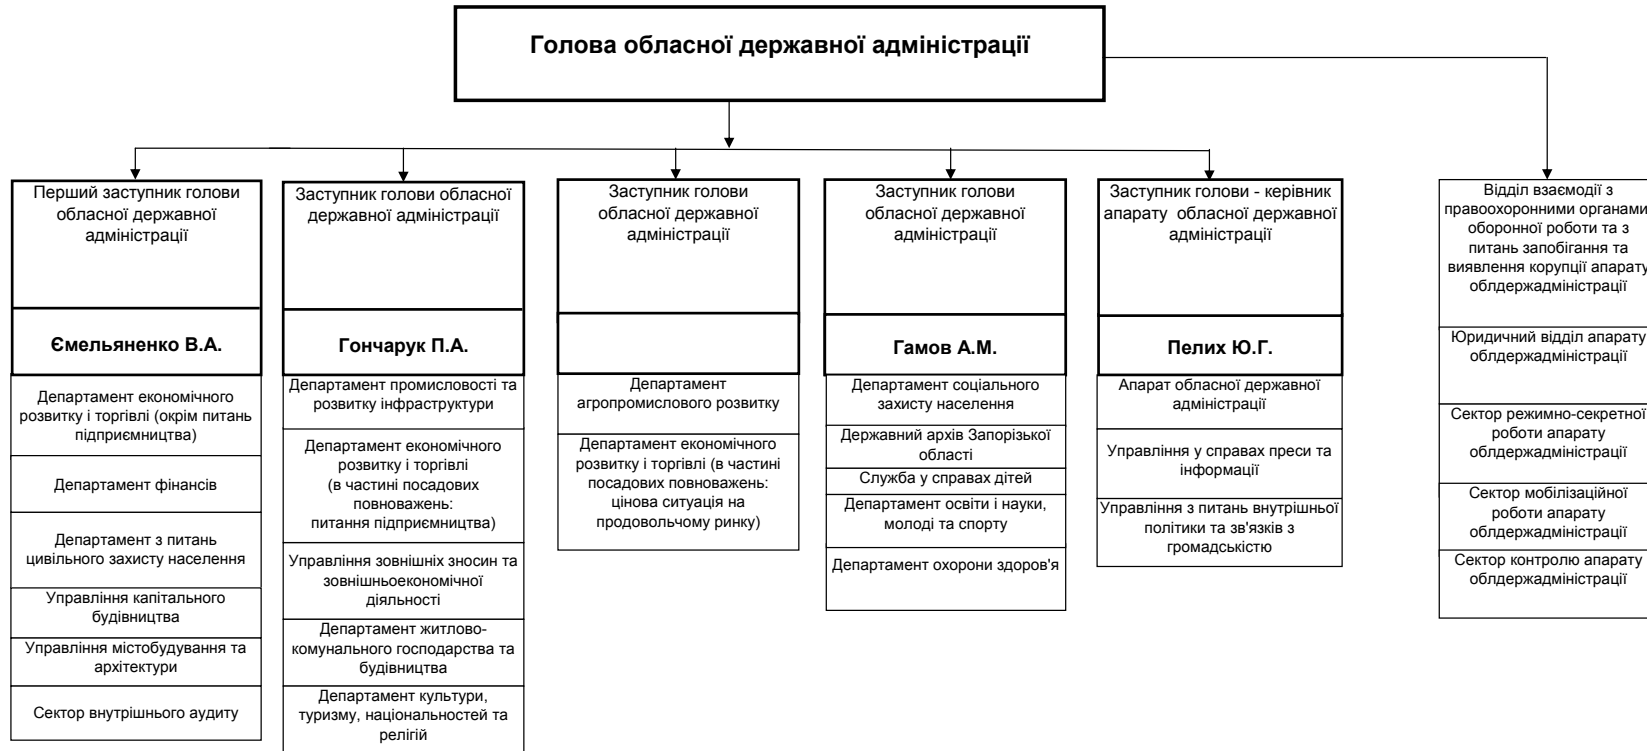 Голова обласної державної адміністрації
Перший заступник голови
обласної державної
адміністрації
Ємельяненко В.А.
Департамент економічного
розвитку і торгівлі (окрім питань
підприємництва)
Департамент фінансів
Департамент з питань
цивільного захисту населення
Управління капітального
будівництва
Управління містобудування та
архітектури
Сектор внутрішнього аудиту
Заступник голови обласної
державної адміністрації
Гончарук П.А.
Департамент промисловості та
розвитку інфраструктури
Департамент економічного
розвитку і торгівлі
(в частині посадових
повноважень:
питання підприємництва)
Управління зовнішніх зносин та
зовнішньоекономічної
діяльності
Департамент житлово-
комунального господарства та
будівництва
Департамент культури,
туризму, національностей та
релігій
Заступник голови
обласної державної
адміністрації
Департамент
агропромислового розвитку
Департамент економічного
розвитку і торгівлі (в частині
посадових повноважень:
цінова ситуація на
продовольчому ринку)
Заступник голови
обласної державної
адміністрації
Гамов А.М.
Департамент соціального
захисту населення
Державний архів Запорізької
області
Служба у справах дітей
Департамент освіти і науки,
молоді та спорту
Департамент охорони здоров'я
Заступник голови - керівник
апарату обласної державної
адміністрації
Пелих Ю.Г.
Апарат обласної державної
адміністрації
Управління у справах преси та
інформації
Управління з питань внутрішньої
політики та зв'язків з
громадськістю
Відділ взаємодії з
правоохоронними органами
оборонної роботи та з
питань запобігання та
виявлення корупції апарату
облдержадміністрації
Юридичний відділ апарату
облдержадміністрації
Сектор режимно-секретної
роботи апарату
облдержадміністрації
Сектор мобілізаційної
роботи апарату
облдержадміністрації
Сектор контролю апарату
облдержадміністрації